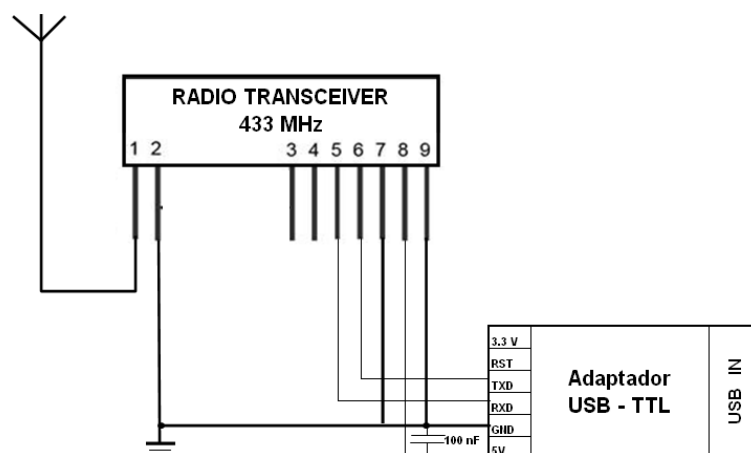 RADIO TRANSCEIVER
433 MHz
1 2 3 4 5 6 7 8 9
3.3 V
RST
TXD
RXD
GND
5V
Adaptador
USB - TTL
USB IN
100 nF